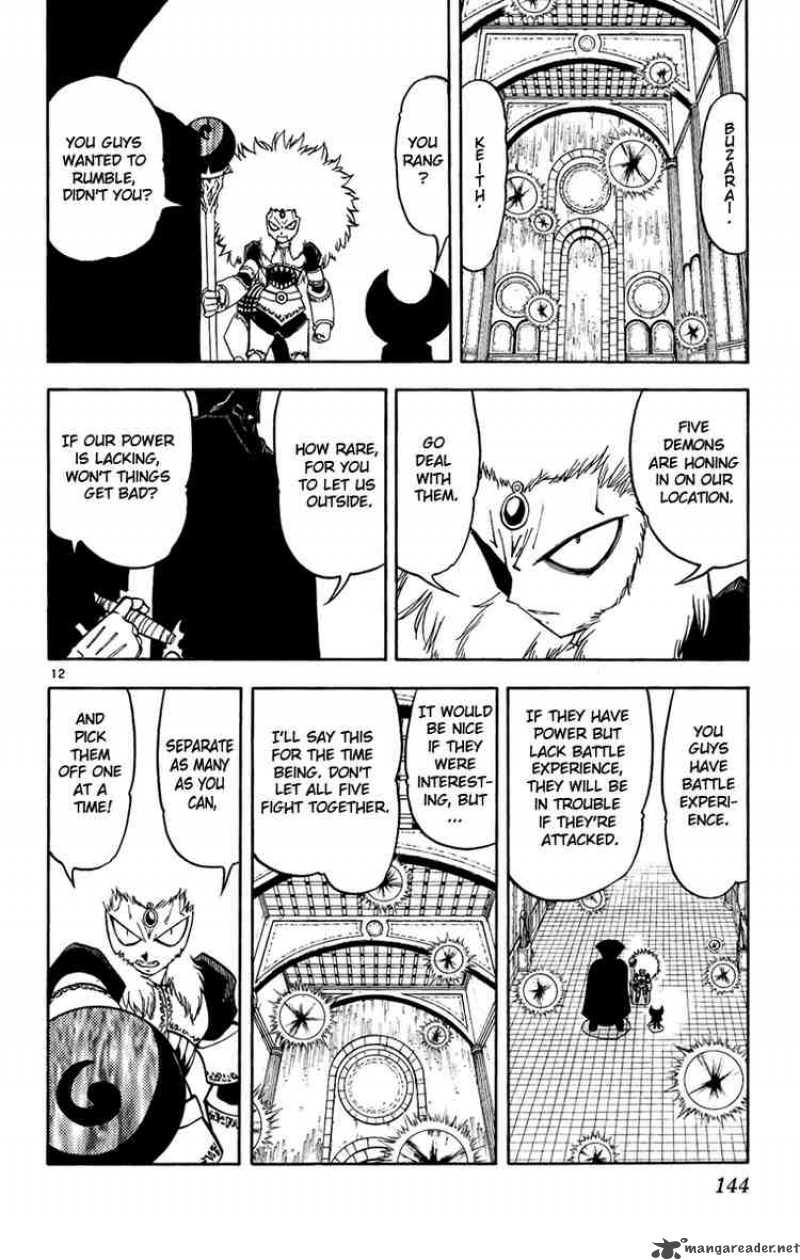 BUZARAI.
KEITH.
YOU
RANG
?
YOU GUYS
WANTED TO
RUMBLE,
DIDN'T YOU?
FIVE
DEMONS
ARE HONING
IN ON OUR
LOCATION.
GO
DEAL
WITH
THEM.
HOW RARE,
FOR YOU
TO LET US
OUTSIDE.
IF OUR POWER
IS LACKING,
WON'T THINGS
GET BAD?
12
YOU
GUYS
HAVE
BATTLE
EXPERI-
ENCE.
IF THEY HAVE
POWER BUT
LACK BATTLE
EXPERIENCE,
THEY WILL
BE IN TROUBLE
IF THEY'RE
ATTACKED.
IT WOULD
BE NICE
IF THEY
WERE
INTEREST-
ING, BUT
...
I'LL SAY THIS
FOR THE TIME
BEING. DON'T
LET ALL FIVE
FIGHT TOGETHER.
SEPARATE
AS MANY
AS YOU
CAN,
AND
PICK
THEM
OFF ONE
AT A
TIME!
144
mangareader.net